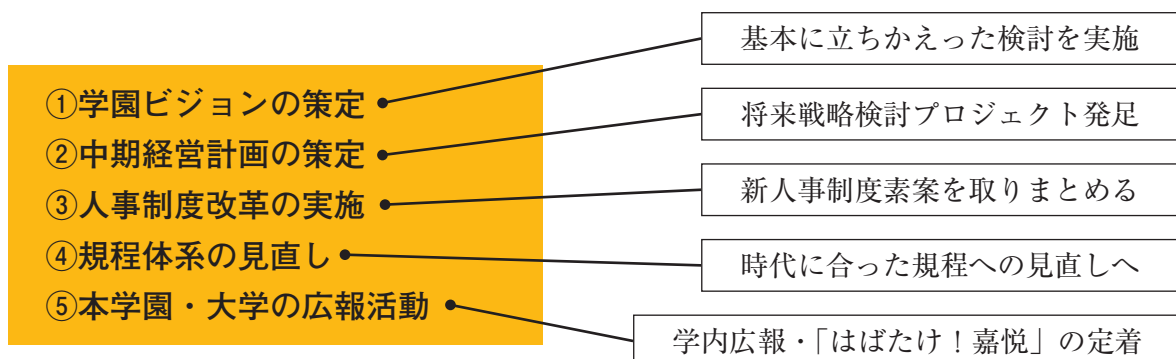 ①学園ビジョンの策定
②中期経営計画の策定
③人事制度改革の実施
④規程体系の見直し
⑤本学園・大学の広報活動
基本に立ちかえった検討を実施
将来戦略検討プロジェクト発足
新人事制度素案を取りまとめる
時代に合った規程への見直しへ
学内広報・「はばたけ！嘉悦」の定着